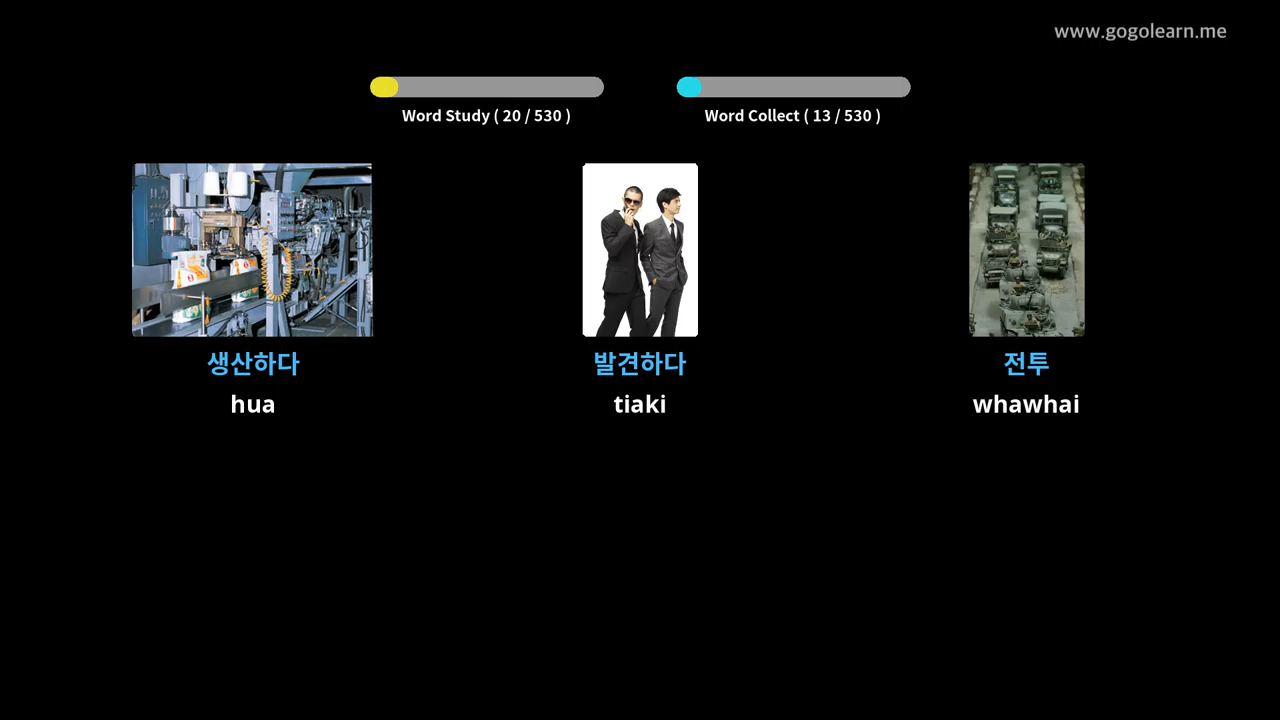 www.gogolearn.me
Word Study ( 20 / 530 )
Word Collect ( 13 / 530 )
생산하다
발견하다
전투
hua
tiaki
whawhai